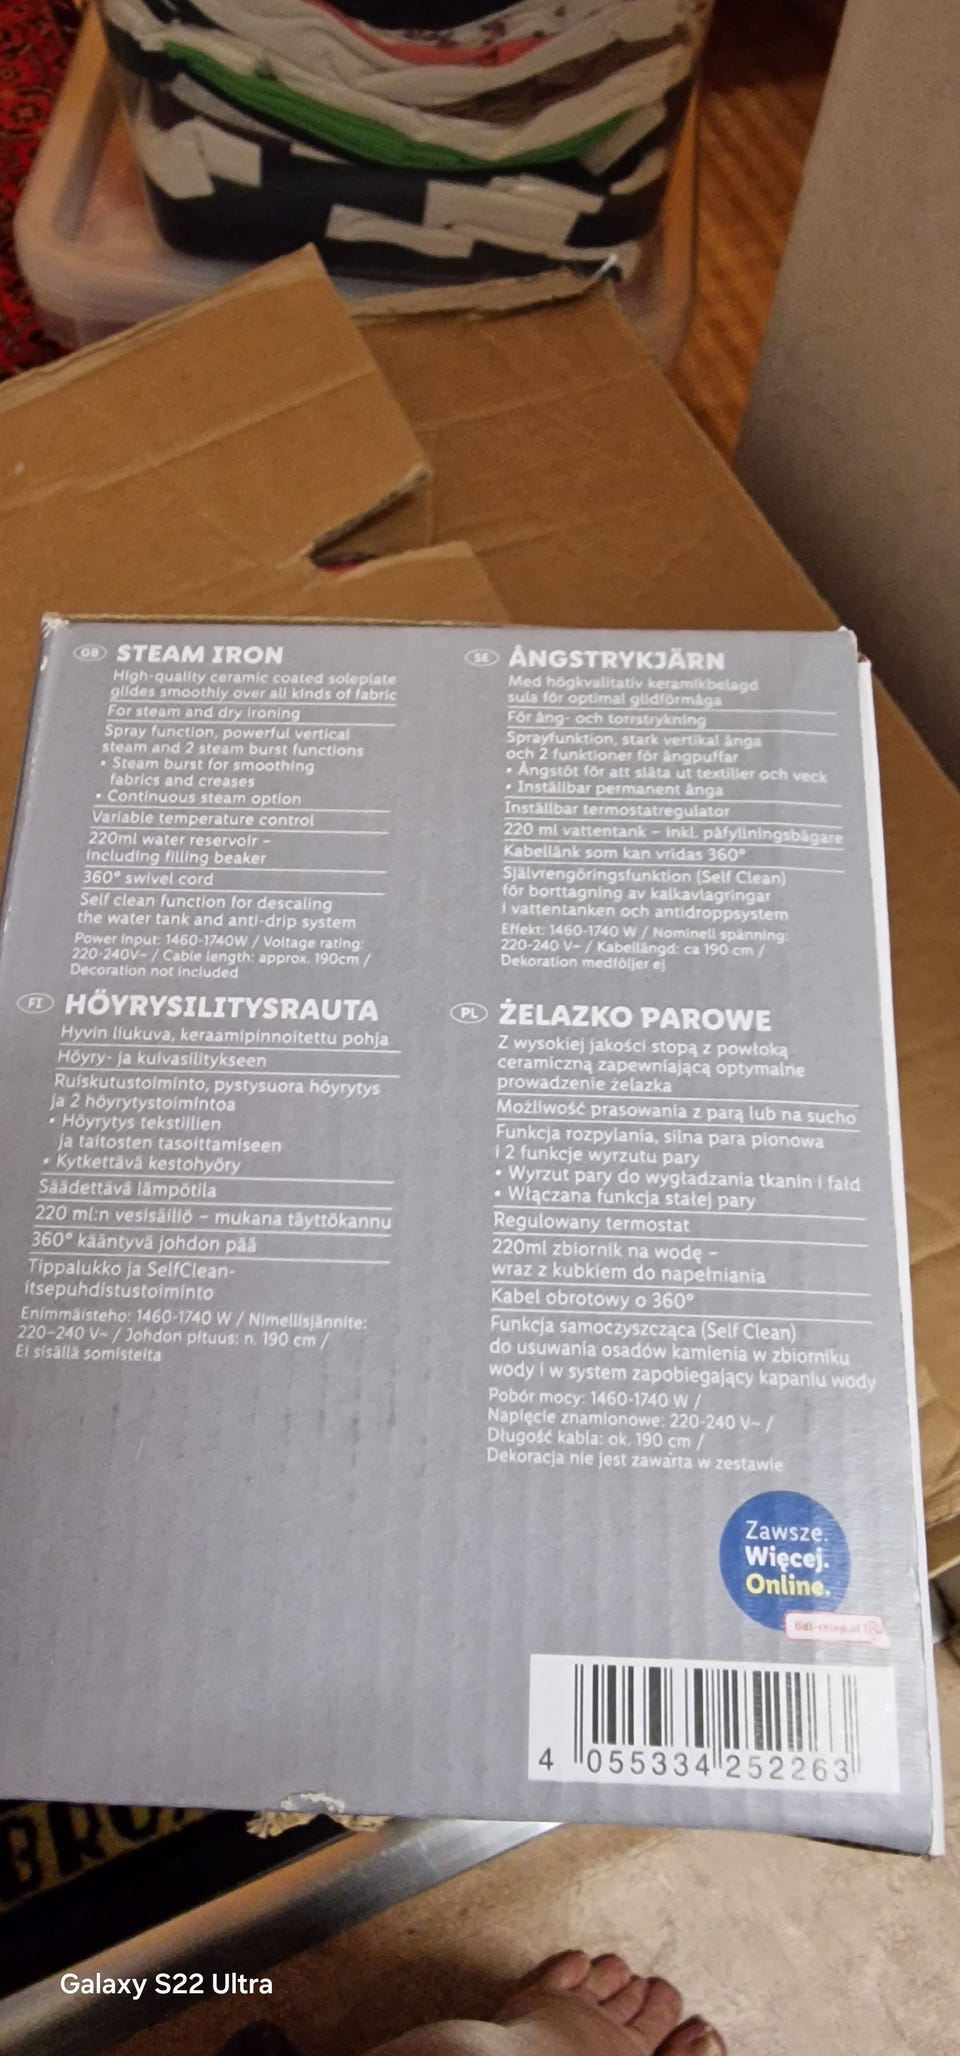 GB STEAM IRON
High-quality ceramic coated soleplate
glides smoothly over all kinds of fabric
For steam and dry ironing
Spray function, powerful vertical
steam and 2 steam burst functions
• Steam burst for smoothing
fabrics and creases
• Continuous steam option
Variable temperature control
220ml water reservoir –
including filling beaker
360° swivel cord
Self clean function for descaling
the water tank and anti-drip system
Power input: 1460-1740W / Voltage rating:
220-240V~ / Cable length: approx. 190cm /
Decoration not included
SE ÅNGSTRYKJÄRN
Med högkvalitativ keramikbelagd
sula för optimal glidförmåga
För ång- och torrstrykning
Sprayfunktion, stark vertikal ånga
och 2 funktioner för ångpuffar
• Ångstöt för att släta ut textilier och veck
• Inställbar permanent ånga
Inställbar termostatregulator
220 ml vattentank – inkl. påfyllningsbägare
Kabellänk som kan vridas 360°
Självrengöringsfunktion (Self Clean)
för borttagning av kalkavlagringar
i vattentanken och antidroppsystem
Effekt: 1460-1740 W / Nominell spänning:
220-240 V~ / Kabellängd: ca 190 cm /
Dekoration medföljer ej
FI HÖYRYSILITYSRAUTA
Hyvin liukuva, keraamipinnoitettu pohja
Höyry- ja kuivasilitykseen
Ruiskutustoiminto, pystysuora höyrytys
ja 2 höyrytystoimintoa
• Höyrytys tekstiilien
ja taitosten tasoittamiseen
• Kytkettävä kestohöyry
Säädettävä lämpötila
220 ml:n vesisäiliö – mukana täyttökannu
360° kääntyvä johdon pää
Tippalukko ja SelfClean-
itsepuhdistustoiminto
Enimmäisteho: 1460-1740 W / Nimellisjännite:
220–240 V~ / Johdon pituus: n. 190 cm /
Ei sisällä somisteita
PL ŻELAZKO PAROWE
Z wysokiej jakości stopą z powłoką
ceramiczną zapewniającą optymalne
prowadzenie żelazka
Możliwość prasowania z parą lub na sucho
Funkcja rozpylania, silna para pionowa
i 2 funkcje wyrzutu pary
• Wyrzut pary do wygładzania tkanin i fałd
• Włączana funkcja stałej pary
Regulowany termostat
220ml zbiornik na wodę –
wraz z kubkiem do napełniania
Kabel obrotowy o 360°
Funkcja samoczyszcząca (Self Clean)
do usuwania osadów kamienia w zbiorniku
wody i w system zapobiegający kapaniu wody
Pobór mocy: 1460-1740 W /
Napięcie znamionowe: 220-240 V~ /
Długość kabla: ok. 190 cm /
Dekoracja nie jest zawarta w zestawie
Zawsze.
Więcej.
Online.
lidl-sklep.pl
4 055334 252263
Galaxy S22 Ultra